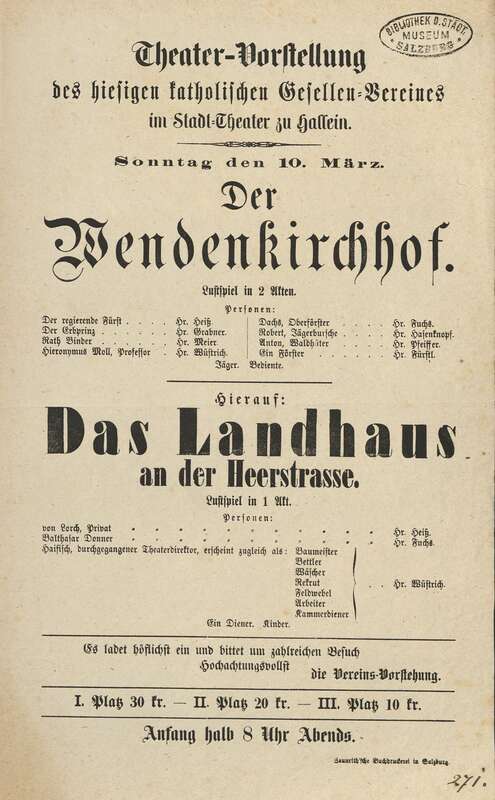 BIBLIOTHEK D. STÄDT.
MUSEUM
SALZBURG
Theater-Vorstellung
des hiesigen katholischen Gesellen-Vereines
im Stadt-Theater zu Hallein.
Sonntag den 10. März.
Der
Wendenkirchhof.
Lustspiel in 2 Akten.
Personen:
Der regierende Fürst . . . . Hr. Heiß.
Der Erbprinz . . . . . . Hr. Grabner.
Rath Binder . . . . . . Hr. Meier
Hieronymus Moll, Professor . Hr. Wüstrich.
Dachs, Oberförster . . . . . Hr. Fuchs.
Robert, Jägerbursche . . . . Hr. Hasenknopf.
Anton, Waldhüter . . . . . Hr. Pfeiffer.
Ein Förster . . . . . . Hr. Fürstl.
Jäger. Bediente.
Hierauf:
Das Landhaus
an der Heerstrasse.
Lustspiel in 1 Akt.
Personen:
von Lorch, Privat . . . . . . . . . . Hr. Heiß.
Balthasar Donner . . . . . . . . . . Hr. Fuchs.
Haifisch, durchgegangener Theaterdirektor, erscheint zugleich als: Baumeister
Bettler
Wäscher
Rekrut . . Hr. Wüstrich.
Feldwebel
Arbeiter
Kammerdiener
Ein Diener. Kinder.
Es ladet höflichst ein und bittet um zahlreichen Besuch
Hochachtungsvollst
die Vereins-Vorstehung.
I. Platz 30 kr. — II. Platz 20 kr. — III. Platz 10 kr.
Anfang halb 8 Uhr Abends.
Zaunrith'sche Buchdruckerei in Salzburg.
271.